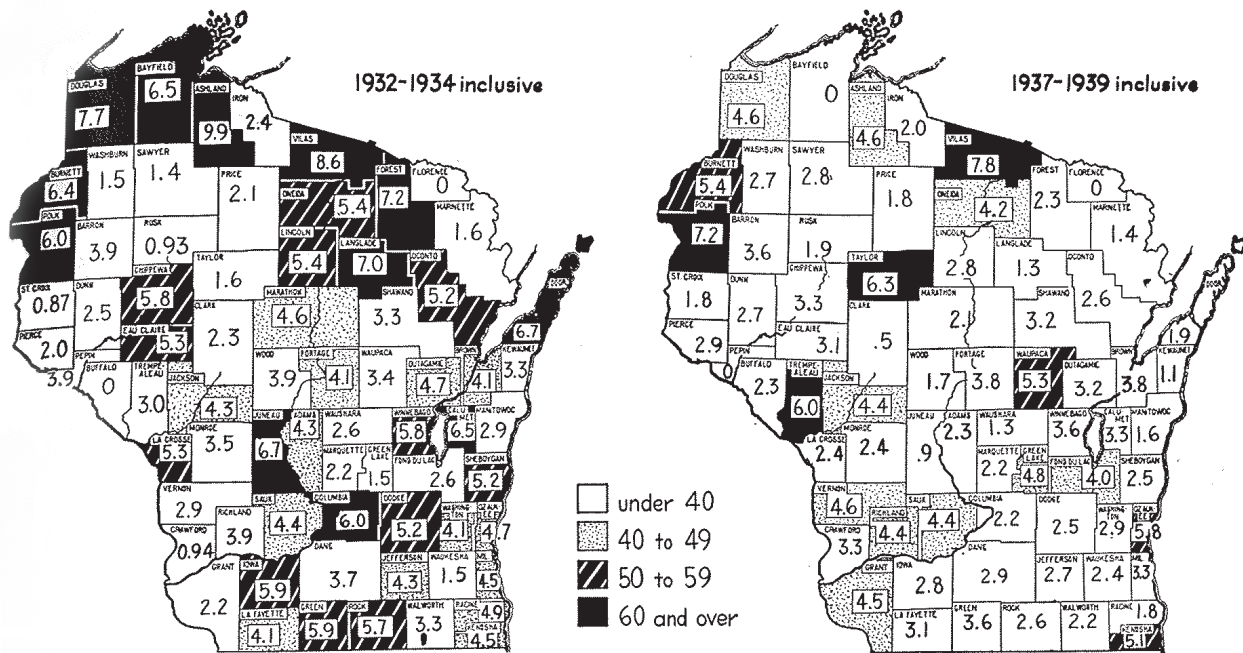 1932-1934 inclusive
BAYFIELD
6.5
DOUGLAS
7.7
ASHLAND
9.9
IRON
2.4
VILAS
8.6
WASHBURN
1.5
SAWYER
1.4
PRICE
2.1
ONEIDA
5.4
FOREST
7.2
FLORENCE
0
MARINETTE
1.6
BURNETT
6.4
POLK
6.0
BARRON
3.9
RUSK
0.93
LINCOLN
5.4
LANGLADE
7.0
OCONTO
5.2
DOOR
6.7
CHIPPEWA
5.8
TAYLOR
1.6
ST. CROIX
0.87
DUNN
2.5
MARATHON
4.6
SHAWANO
3.3
CLARK
2.3
EAU CLAIRE
5.3
PIERCE
2.0
PEPIN
3.9
BUFFALO
0
TREMPE-
ALEAU
3.0
JACKSON
4.3
WOOD
3.9
PORTAGE
4.1
WAUPACA
3.4
OUTAGAMIE
4.7
BROWN
4.1
KEWAUNEE
3.3
LA CROSSE
5.3
MONROE
3.5
JUNEAU
6.7
ADAMS
4.3
WAUSHARA
2.6
WINNEBAGO
5.8
CALU
MET
6.5
MANITOWOC
2.9
MARQUETTE
2.2
GREEN
LAKE
1.5
FOND DU LAC
2.6
SHEBOYGAN
5.2
VERNON
2.9
RICHLAND
3.9
SAUK
4.4
COLUMBIA
6.0
DODGE
5.2
WASHING-
TON
4.1
OZAUK-
EE
4.7
CRAWFORD
0.94
GRANT
2.2
IOWA
5.9
DANE
3.7
JEFFERSON
4.3
WAUKESHA
1.5
MIL
4.5
LA FAYETTE
4.1
GREEN
5.9
ROCK
5.7
WALWORTH
3.3
RACINE
4.9
KENOSHA
4.5
under 40
40 to 49
50 to 59
60 and over
1937-1939 inclusive
BAYFIELD
0
DOUGLAS
4.6
ASHLAND
4.6
IRON
2.0
VILAS
7.8
BURNETT
5.4
WASHBURN
2.7
SAWYER
2.8
PRICE
1.8
ONEIDA
4.2
FOREST
2.3
FLORENCE
0
MARINETTE
1.4
POLK
7.2
BARRON
3.6
RUSK
1.9
TAYLOR
6.3
LINCOLN
2.8
LANGLADE
1.3
OCONTO
2.6
DOOR
1.9
ST. CROIX
1.8
DUNN
2.7
CHIPPEWA
3.3
CLARK
.5
MARATHON
SHAWANO
3.2
PIERCE
2.9
PEPIN
0
EAU CLAIRE
3.1
BUFFALO
2.3
TREMPE-
ALEAU
6.0
JACKSON
4.4
WOOD
1.7
PORTAGE
3.8
WAUPACA
5.3
OUTAGAMIE
3.2
BROWN
3.8
KEWAUNEE
1.1
LA CROSSE
2.4
MONROE
2.4
JUNEAU
.9
ADAMS
2.3
WAUSHARA
1.3
WINNEBAGO
3.6
CALU
MET
3.3
MANITOWOC
1.6
MARQUETTE
2.2
GREEN
LAKE
4.8
FOND DU LAC
4.0
SHEBOYGAN
2.5
VERNON
4.6
RICHLAND
4.4
SAUK
4.4
COLUMBIA
2.2
DODGE
2.5
WASHING-
TON
2.9
OZAUK-
EE
5.8
CRAWFORD
3.3
GRANT
4.5
IOWA
2.8
DANE
2.9
JEFFERSON
2.7
WAUKESHA
2.4
MIL
3.3
LA FAYETTE
3.1
GREEN
3.6
ROCK
2.6
WALWORTH
2.2
RACINE
1.8
KENOSHA
5.1